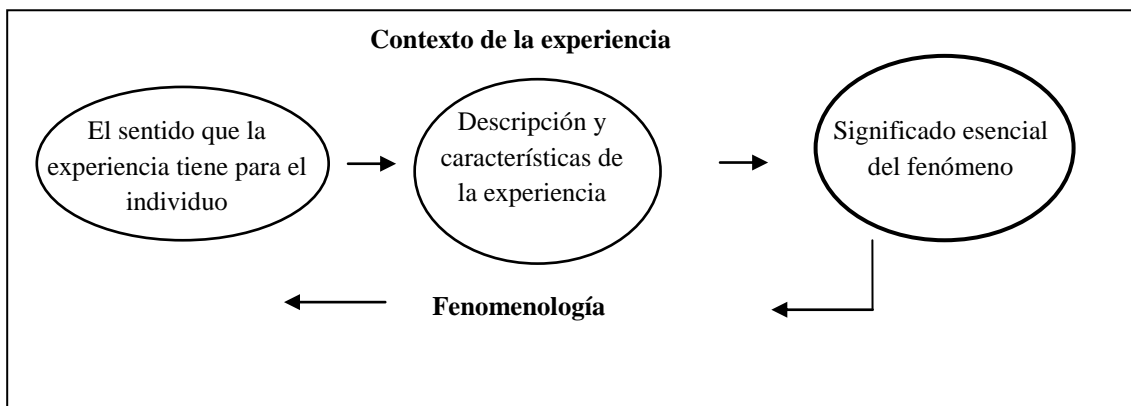 Contexto de la experiencia
El sentido que la
experiencia tiene para el
individuo
Descripción y
características de
la experiencia
Significado esencial
del fenómeno
Fenomenología